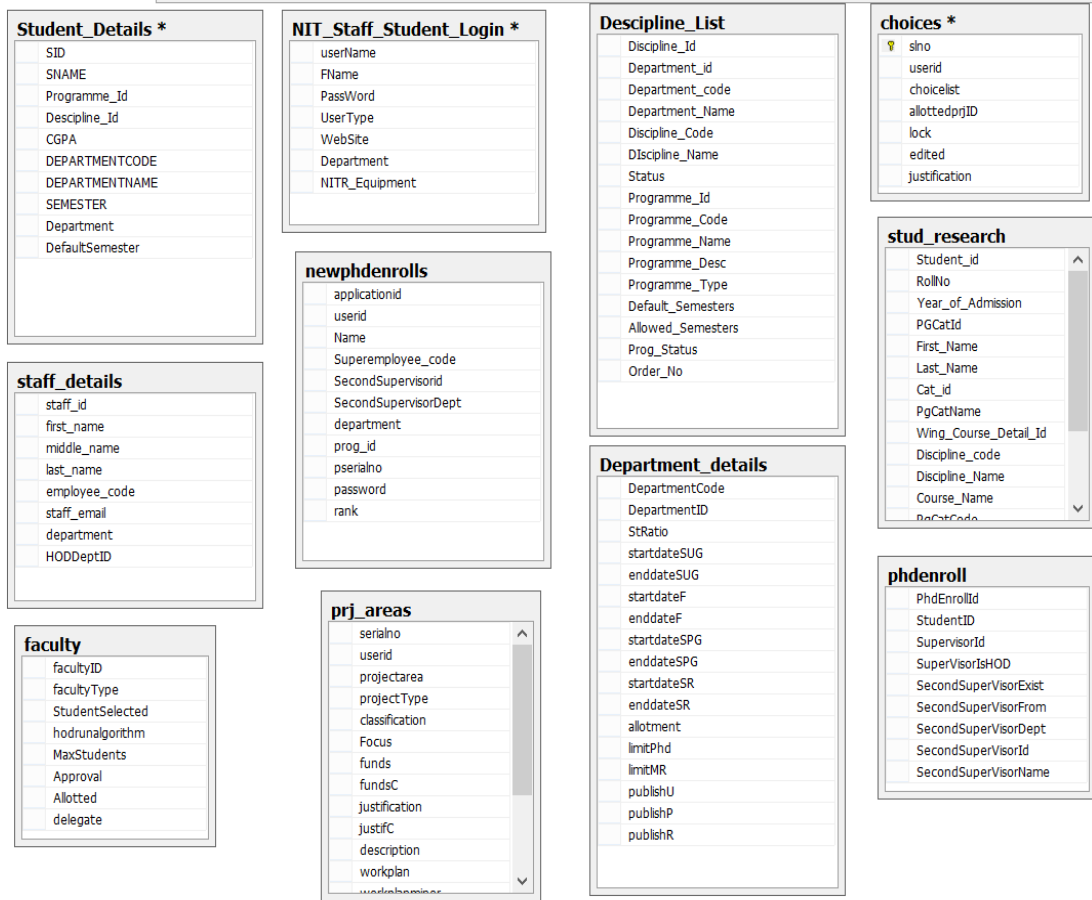 Student_Details *
SID
SNAME
Programme_Id
Descipline_Id
CGPA
DEPARTMENTCODE
DEPARTMENTNAME
SEMESTER
Department
DefaultSemester
staff_details
staff_id
first_name
middle_name
last_name
employee_code
staff_email
department
HODDeptID
faculty
facultyID
facultyType
StudentSelected
hodrunalgorithm
MaxStudents
Approval
Allotted
delegate
NIT_Staff_Student_Login *
userName
FName
PassWord
UserType
WebSite
Department
NITR_Equipment
newphdenrolls
applicationid
userid
Name
Superemployee_code
SecondSupervisorid
SecondSupervisorDept
department
prog_id
pserialno
password
rank
prj_areas
serialno
userid
projectarea
projectType
classification
Focus
funds
fundsC
justification
justifC
description
workplan
workplanminor
Descipline_List
Discipline_Id
Department_id
Department_code
Department_Name
Discipline_Code
DIscipline_Name
Status
Programme_Id
Programme_Code
Programme_Name
Programme_Desc
Programme_Type
Default_Semesters
Allowed_Semesters
Prog_Status
Order_No
Department_details
DepartmentCode
DepartmentID
StRatio
startdateSUG
enddateSUG
startdateF
enddateF
startdateSPG
enddateSPG
startdateSR
enddateSR
allotment
limitPhd
limitMR
publishU
publishP
publishR
choices *
slno
userid
choicelist
allottedprjID
lock
edited
justification
stud_research
Student_id
RollNo
Year_of_Admission
PGCatId
First_Name
Last_Name
Cat_id
PgCatName
Wing_Course_Detail_Id
Discipline_code
Discipline_Name
Course_Name
PgCatCode
phdenroll
PhdEnrollId
StudentID
SupervisorId
SuperVisorIsHOD
SecondSuperVisorExist
SecondSuperVisorFrom
SecondSuperVisorDept
SecondSuperVisorId
SecondSuperVisorName